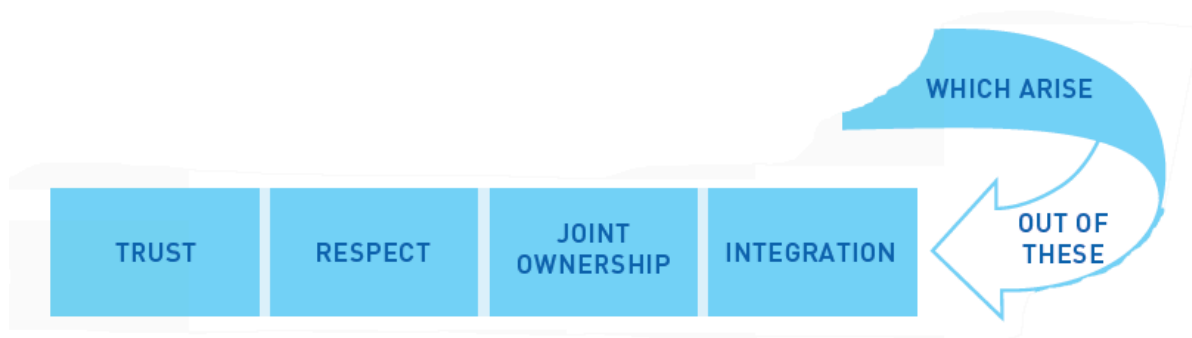 WHICH ARISE
OUT OF
THESE
TRUST
RESPECT
JOINT
OWNERSHIP
INTEGRATION